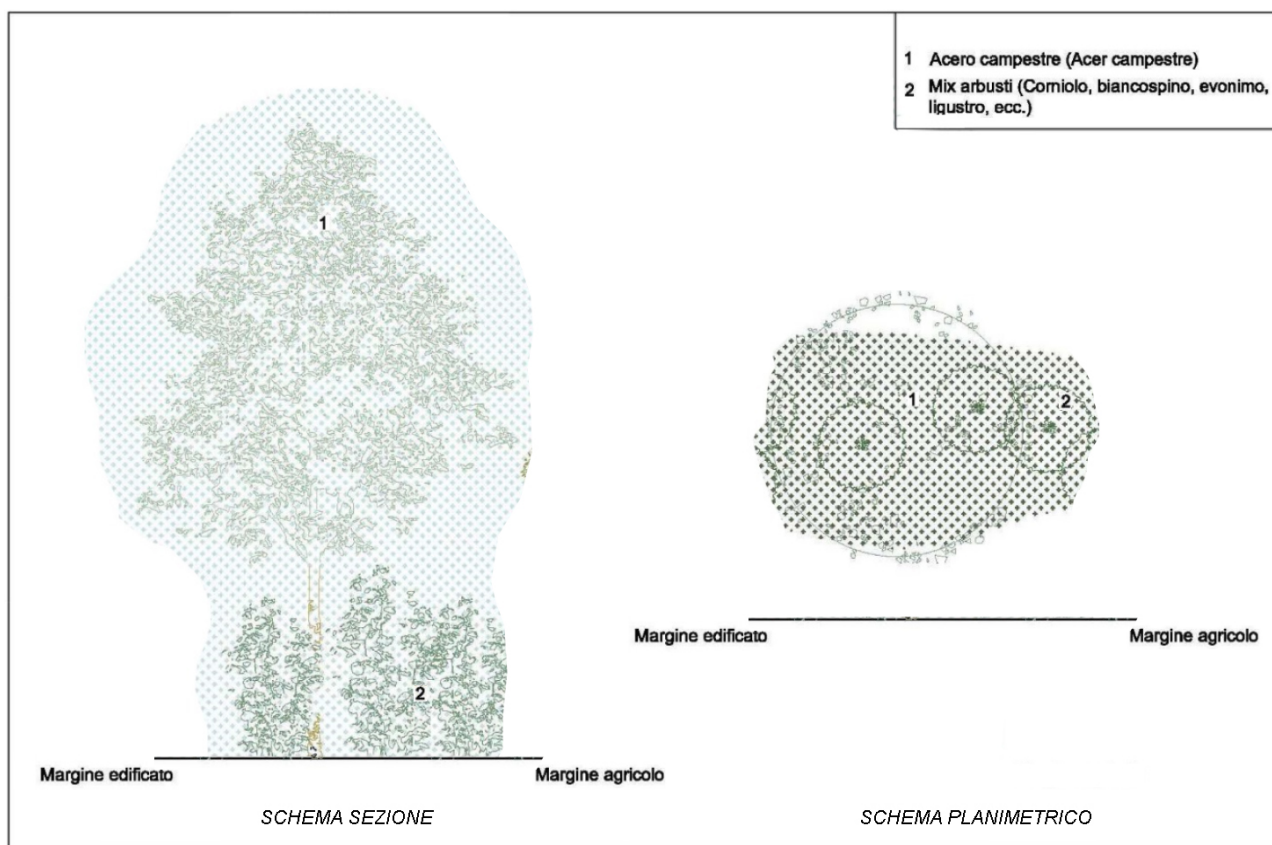 1 Acero campestre (Acer campestre)
2 Mix arbusti (Corniolo, biancospino, evonimo,
ligustro, ecc.)
1
2
Margine edificato
Margine agricolo
SCHEMA SEZIONE
1
2
Margine edificato
Margine agricolo
SCHEMA PLANIMETRICO